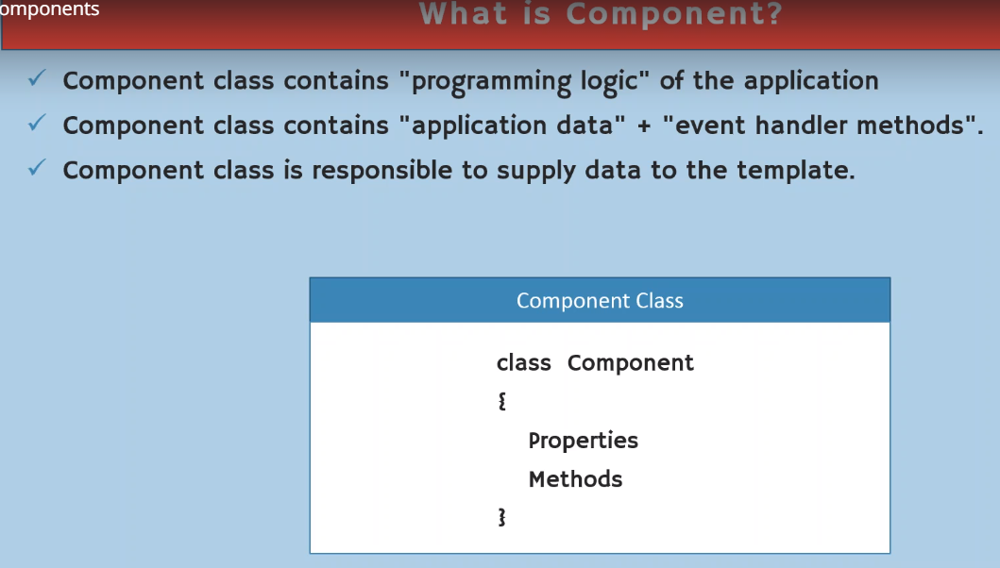 omponents
What is Component?
✓ Component class contains "programming logic" of the application
✓ Component class contains "application data" + "event handler methods".
✓ Component class is responsible to supply data to the template.
Component Class
class Component
{
Properties
Methods
}